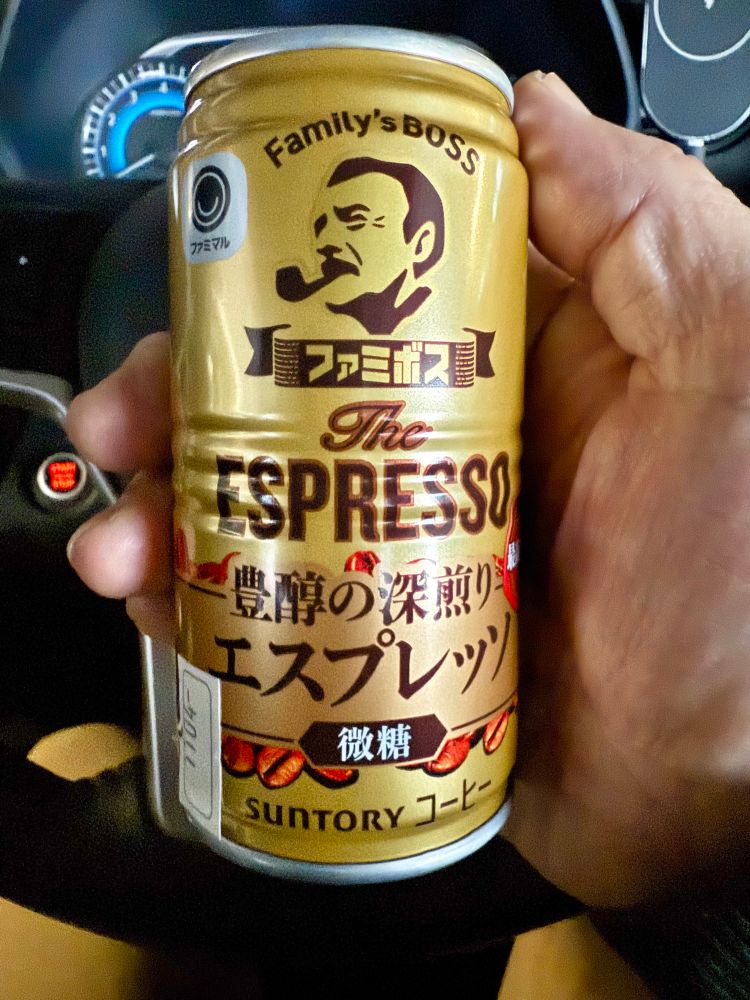 Family's BOSS
ファミマル
ファミボス
The
ESPRESSO
豊醇の深煎り
エスプレッソ
微糖
1104
SUNTORY コーヒー